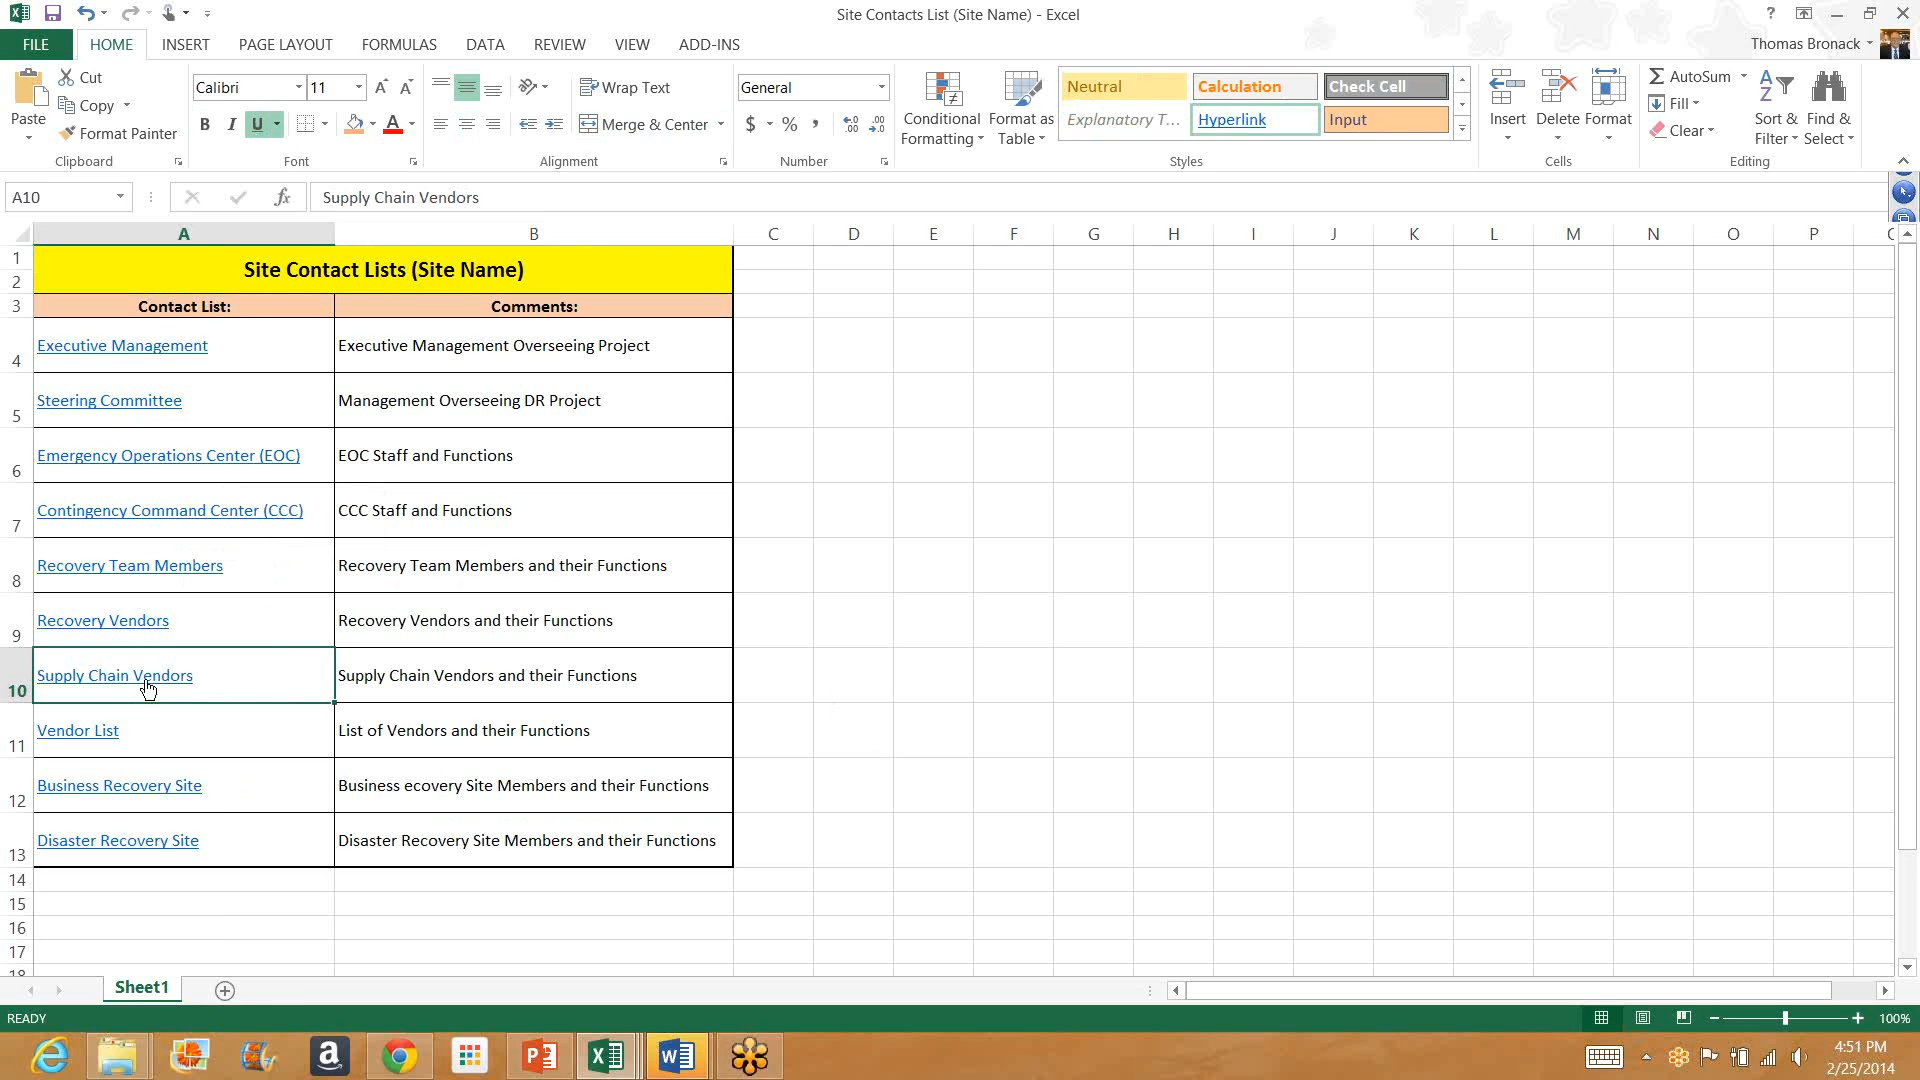 Site Contacts List (Site Name) - Excel
?
FILE HOME INSERT PAGE LAYOUT FORMULAS DATA REVIEW VIEW ADD-INS Thomas Bronack
Paste
Cut
Copy
Format Painter
Clipboard
Calibri 11
B I U
Font
Wrap Text
Merge & Center
Alignment
General
$ % ,
Number
Conditional Formatting
Format as Table
Neutral Calculation Check Cell
Explanatory T... Hyperlink Input
Styles
Insert Delete Format
Cells
AutoSum
Fill
Clear
Sort & Filter
Find & Select
Editing
A10 fx Supply Chain Vendors
A B C D E F G H I J K L M N O P
1
2 Site Contact Lists (Site Name)
3 Contact List: Comments:
4 Executive Management Executive Management Overseeing Project
5 Steering Committee Management Overseeing DR Project
6 Emergency Operations Center (EOC) EOC Staff and Functions
7 Contingency Command Center (CCC) CCC Staff and Functions
8 Recovery Team Members Recovery Team Members and their Functions
9 Recovery Vendors Recovery Vendors and their Functions
10 Supply Chain Vendors Supply Chain Vendors and their Functions
11 Vendor List List of Vendors and their Functions
12 Business Recovery Site Business ecovery Site Members and their Functions
13 Disaster Recovery Site Disaster Recovery Site Members and their Functions
14
15
16
17
18
Sheet1
READY 100%
4:51 PM
2/25/2014